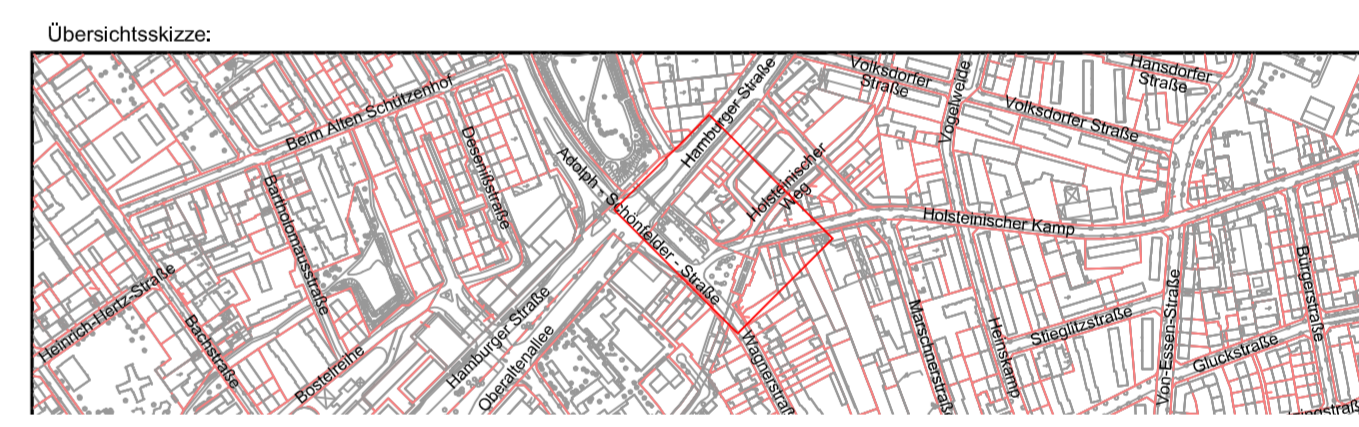 Übersichtsskizze:
Beim Alten Schützenhof
Desenißstraße
Adolph - Schönfelder - Straße
Hamburger Straße
Volksdorfer
Straße
Vogelweide
Hansdorfer
Straße
Volksdorfer Straße
Holsteinischer
Weg
Holsteinischer Kamp
Bartholomäusstraße
Heinrich-Hertz-Straße
Bachstraße
Bostelreihe
Hamburger Straße
Oberaltenallee
Marschnerstraß
Heinskamp
Stieglitzstraße
Von-Essen-Straße
Gluckstraße
Bürgerstraße